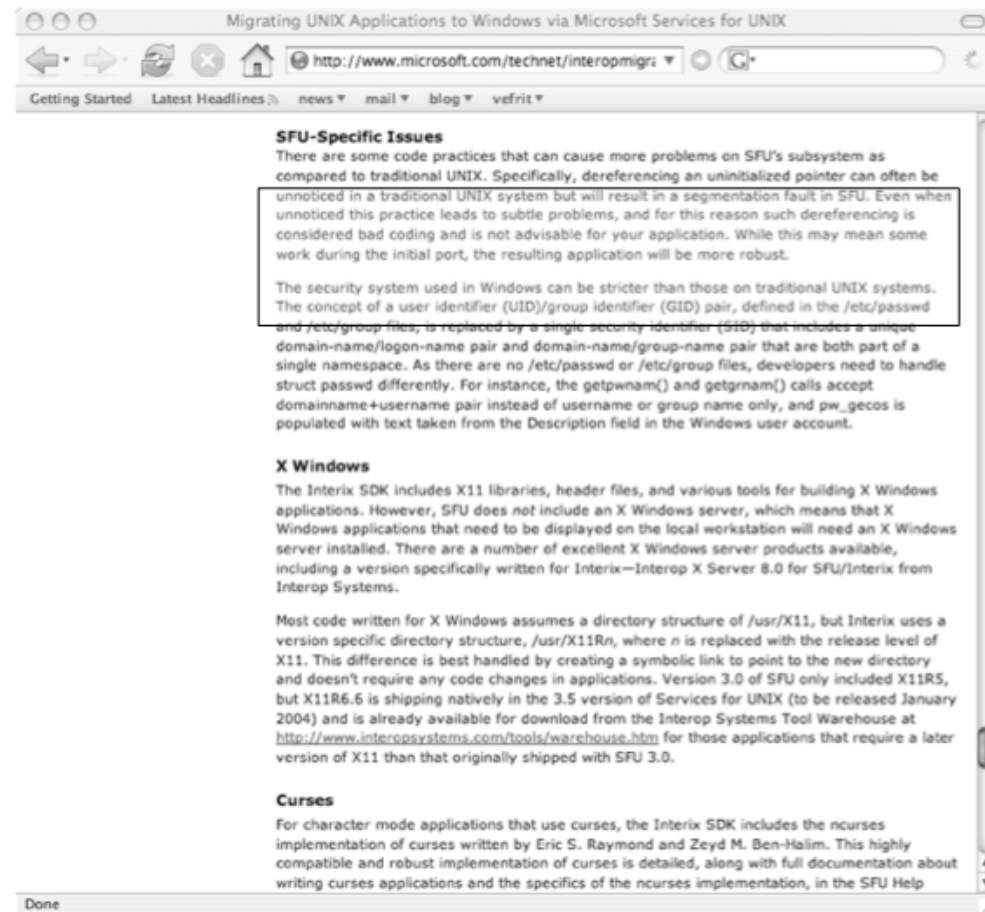 Migrating UNIX Applications to Windows via Microsoft Services for UNIX
http://www.microsoft.com/technet/interopmigra
G
Getting Started Latest Headlines news mail blog vefrit
SFU-Specific Issues
There are some code practices that can cause more problems on SFU's subsystem as
compared to traditional UNIX. Specifically, dereferencing an uninitialized pointer can often be
unnoticed in a traditional UNIX system but will result in a segmentation fault in SFU. Even when
unnoticed this practice leads to subtle problems, and for this reason such dereferencing is
considered bad coding and is not advisable for your application. While this may mean some
work during the initial port, the resulting application will be more robust.
The security system used in Windows can be stricter than those on traditional UNIX systems.
The concept of a user identifier (UID)/group identifier (GID) pair, defined in the /etc/passwd
and /etc/group files, is replaced by a single security identifier (SID) that includes a unique
domain-name/logon-name pair and domain-name/group-name pair that are both part of a
single namespace. As there are no /etc/passwd or /etc/group files, developers need to handle
struct passwd differently. For instance, the getpwnam() and getgrnam() calls accept
domainname+username pair instead of username or group name only, and pw_gecos is
populated with text taken from the Description field in the Windows user account.
X Windows
The Interix SDK includes X11 libraries, header files, and various tools for building X Windows
applications. However, SFU does not include an X Windows server, which means that X
Windows applications that need to be displayed on the local workstation will need an X Windows
server installed. There are a number of excellent X Windows server products available,
including a version specifically written for Interix—Interop X Server 8.0 for SFU/Interix from
Interop Systems.
Most code written for X Windows assumes a directory structure of /usr/X11, but Interix uses a
version specific directory structure, /usr/X11Rn, where n is replaced with the release level of
X11. This difference is best handled by creating a symbolic link to point to the new directory
and doesn't require any code changes in applications. Version 3.0 of SFU only included X11R5,
but X11R6.6 is shipping natively in the 3.5 version of Services for UNIX (to be released January
2004) and is already available for download from the Interop Systems Tool Warehouse at
http://www.interopsystems.com/tools/warehouse.htm for those applications that require a later
version of X11 than that originally shipped with SFU 3.0.
Curses
For character mode applications that use curses, the Interix SDK includes the ncurses
implementation of curses written by Eric S. Raymond and Zeyd M. Ben-Halim. This highly
compatible and robust implementation of curses is detailed, along with full documentation about
writing curses applications and the specifics of the ncurses implementation, in the SFU Help
Done